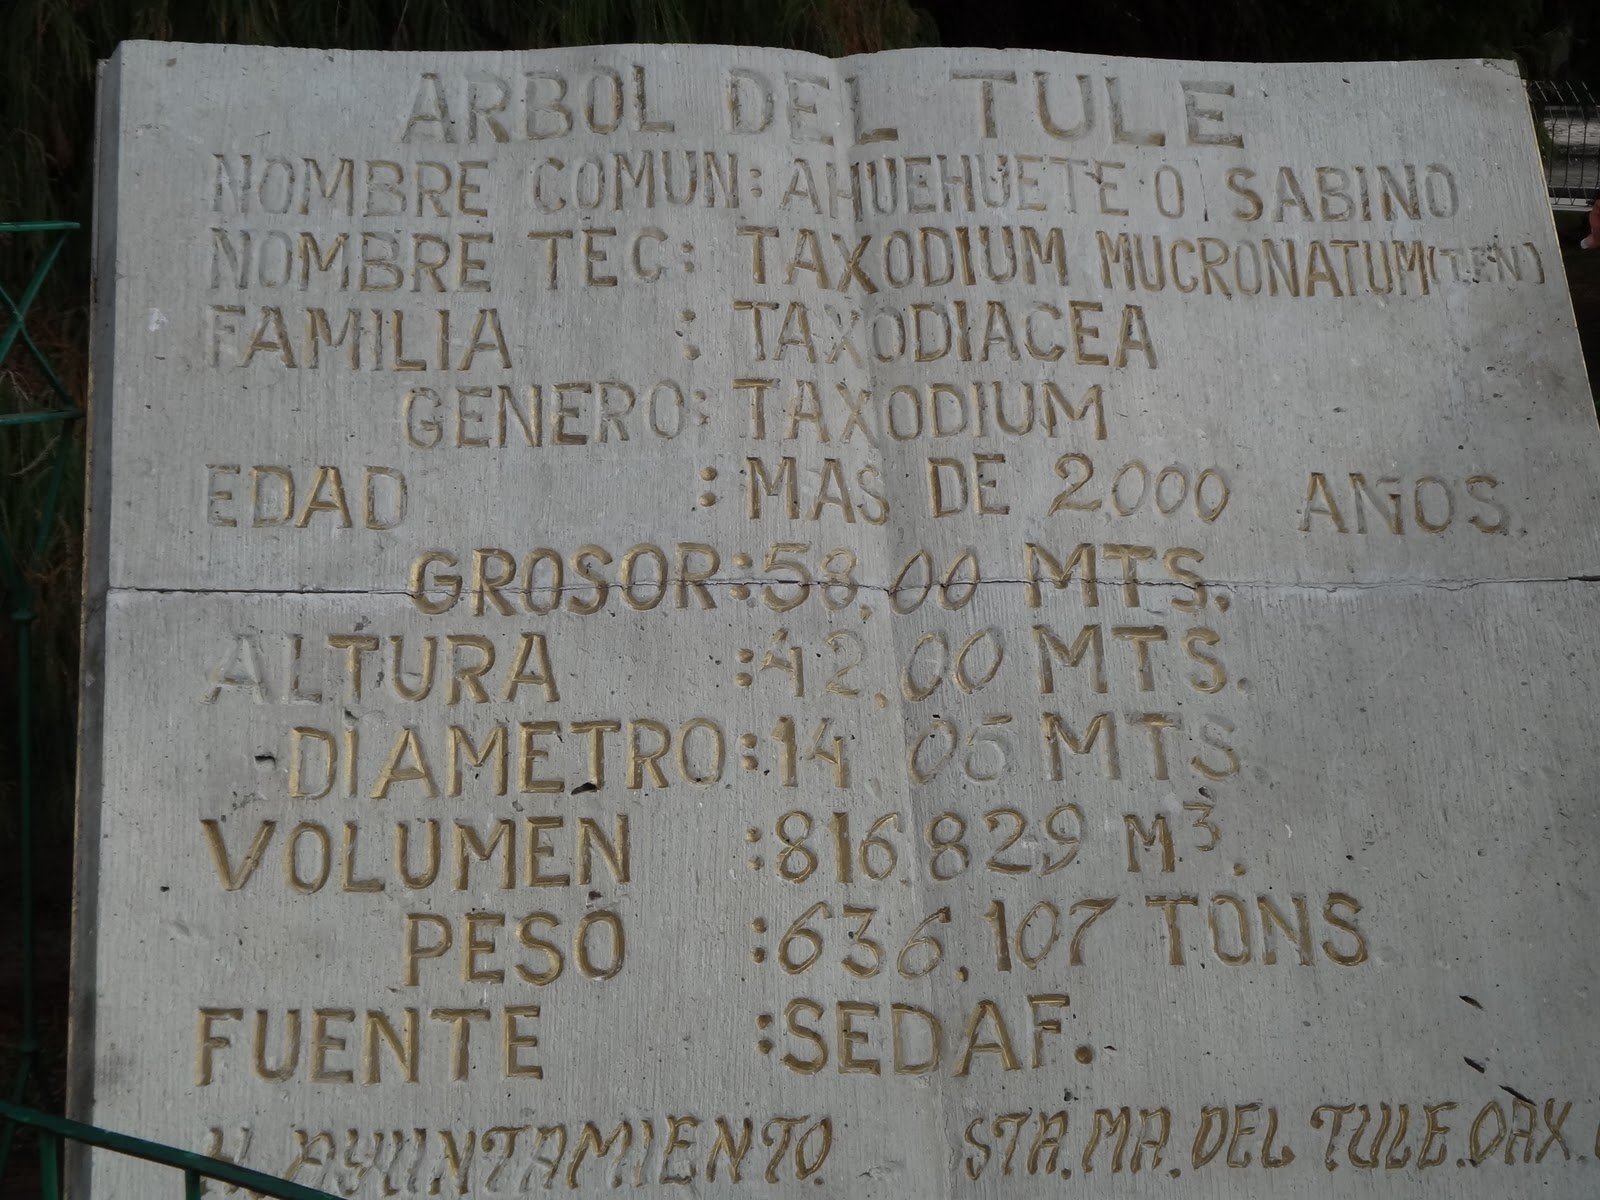 ARBOL DEL TULE
NOMBRE COMUN: AHUEHUETE O SABINO
NOMBRE TEC: TAXODIUM MUCRONATUM (TEN)
FAMILIA : TAXODIACEA
GENERO: TAXODIUM
EDAD : MAS DE 2,000 AÑOS.
GROSOR: 58.00 MTS.
ALTURA : 42.00 MTS.
DIAMETRO: 14.05 MTS.
VOLUMEN : 816.829 M3.
PESO : 636,107 TONS
FUENTE : SEDAF.
H. AYUNTAMIENTO STA. MA. DEL TULE. OAX.